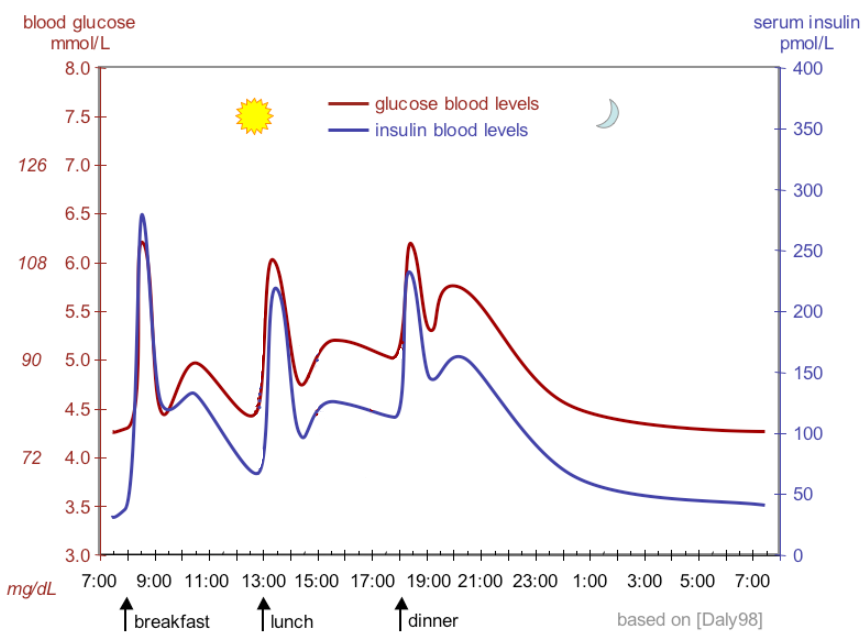 blood glucose
mmol/L
serum insulin
pmol/L
8.0
7.5
7.0
6.5
6.0
5.5
5.0
4.5
4.0
3.5
3.0
126
108
90
72
mg/dL
glucose blood levels
insulin blood levels
400
350
300
250
200
150
100
50
0
7:00 9:00 11:00 13:00 15:00 17:00 19:00 21:00 23:00 1:00 3:00 5:00 7:00
breakfast
lunch
dinner
based on [Daly98]